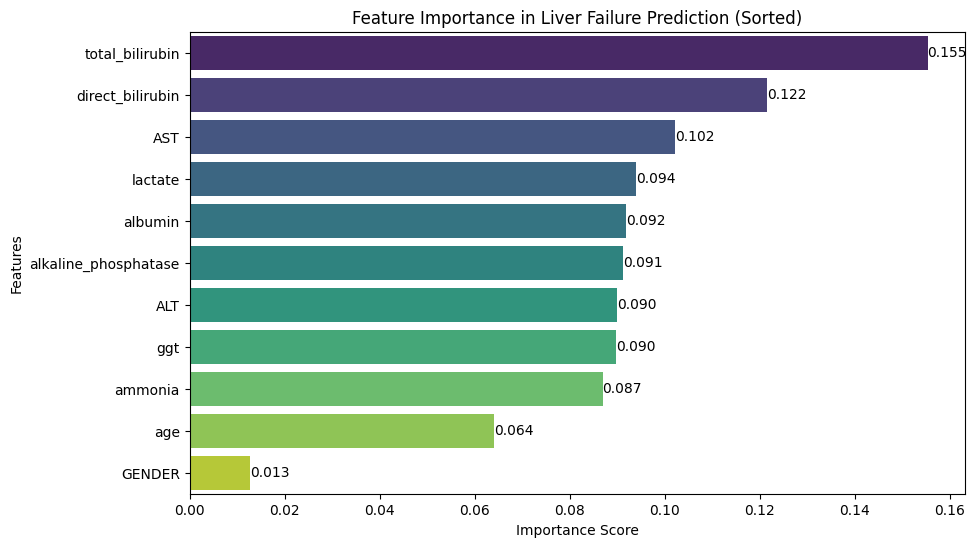 Feature Importance in Liver Failure Prediction (Sorted)
Features
total_bilirubin 0.155
direct_bilirubin 0.122
AST 0.102
lactate 0.094
albumin 0.092
alkaline_phosphatase 0.091
ALT 0.090
ggt 0.090
ammonia 0.087
age 0.064
GENDER 0.013
0.00 0.02 0.04 0.06 0.08 0.10 0.12 0.14 0.16
Importance Score